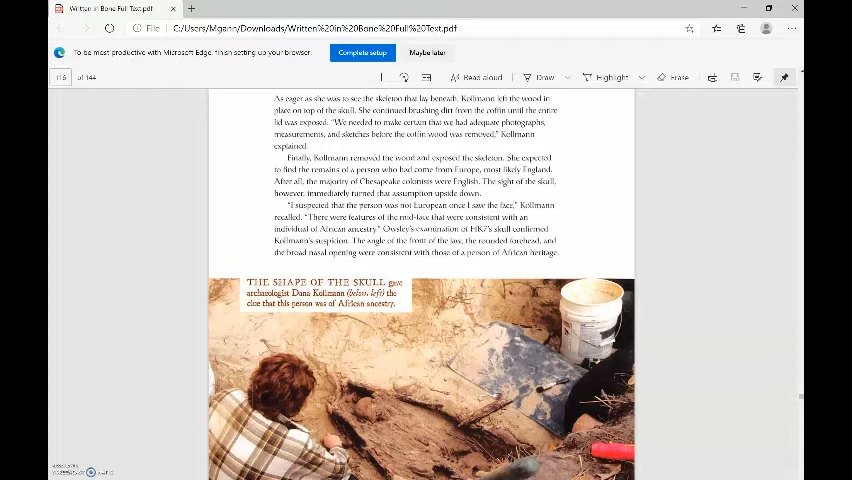 Written in Bone Full Text.pdf
File
C:/Users/Mgann/Downloads/Written%20in%20Bone%20Full%20Text.pdf
To be most productive with Microsoft Edge, finish setting up your browser.
Complete setup
Maybe later
116 of 144
Read aloud
Draw
Highlight
Erase
As eager as she was to see the skeleton that lay beneath, Kollmann left the wood in
place on top of the skull. She continued brushing dirt from the coffin until the entire
lid was exposed. “We needed to make certain that we had adequate photographs,
measurements, and sketches before the coffin wood was removed,” Kollmann
explained.
Finally, Kollmann removed the wood and exposed the skeleton. She expected
to find the remains of a person who had come from Europe, most likely England.
After all, the majority of Chesapeake colonists were English. The sight of the skull,
however, immediately turned that assumption upside down.
“I suspected that the person was not European once I saw the face,” Kollmann
recalled. “There were features of the mid-face that were consistent with an
individual of African ancestry.” Owsley’s examination of HK7’s skull confirmed
Kollmann’s suspicion. The angle of the front of the jaw, the rounded forehead, and
the broad nasal opening were consistent with those of a person of African heritage.
THE SHAPE OF THE SKULL gave
archaeologist Dana Kollmann (below, left) the
clue that this person was of African ancestry.